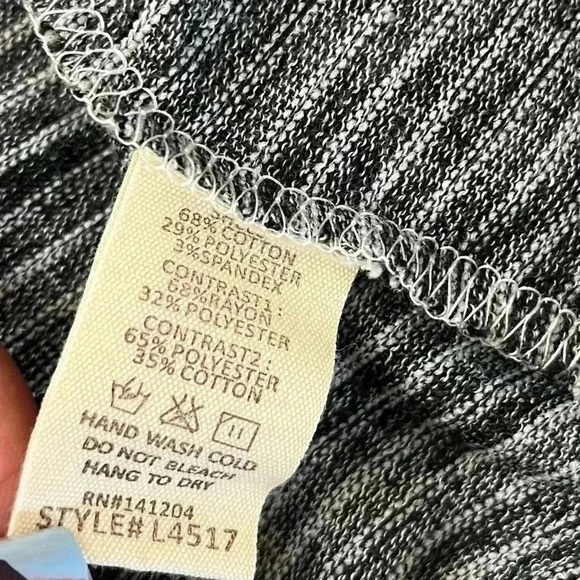 68% COTTON
29% POLYESTER
3%SPANDEX
CONTRAST1:
68%RAYON
32% POLYESTER
CONTRAST2:
65% POLYESTER
35% COTTON
HAND WASH COLD
DO NOT BLEACH
HANG TO DRY
RN#141204
STYLE# L4517